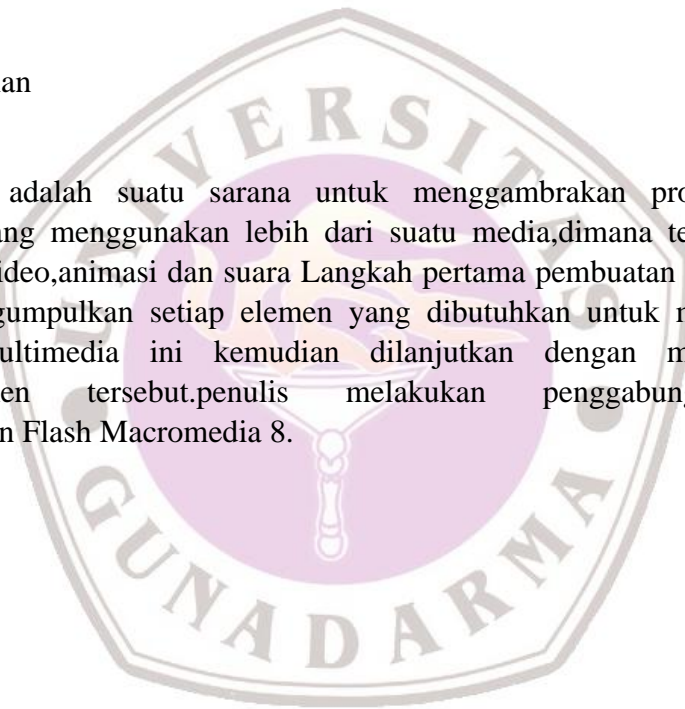 an
adalah suatu sarana untuk menggambrakan pro
ang menggunakan lebih dari suatu media,dimana te
ideo,animasi dan suara Langkah pertama pembuatan
gumpulkan setiap elemen yang dibutuhkan untuk m
ultimedia ini kemudian dilanjutkan dengan m
en tersebut.penulis melakukan penggabung
n Flash Macromedia 8.
UNIVERSITAS
GUNADARMA